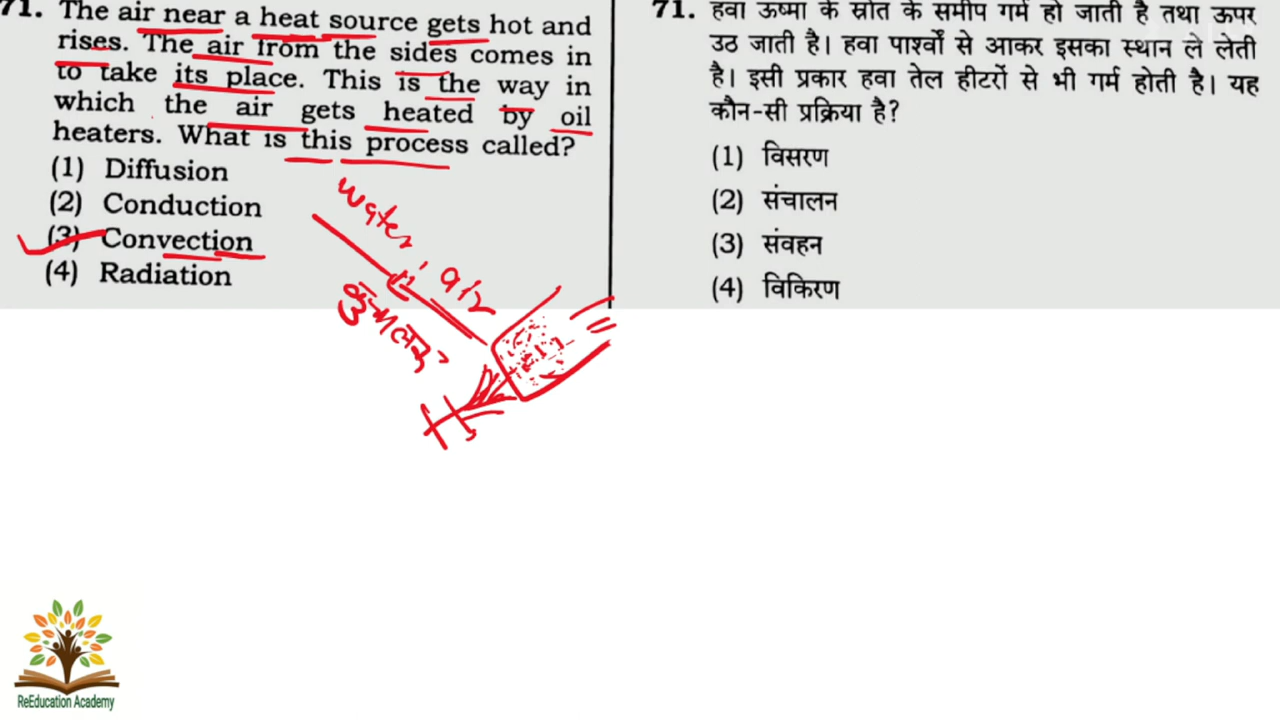 71. The air near a heat source gets hot and
rises. The air from the sides comes in
to take its place. This is the way in
which the air gets heated by oil
heaters. What is this process called?
(1) Diffusion
(2) Conduction
(3) Convection
(4) Radiation
water, air
71. हवा ऊष्मा के स्रोत के समीप गर्म हो जाती है तथा ऊपर
उठ जाती है। हवा पार्श्वों से आकर इसका स्थान ले लेती
है। इसी प्रकार हवा तेल हीटरों से भी गर्म होती है। यह
कौन-सी प्रक्रिया है?
(1) विसरण
(2) संचालन
(3) संवहन
(4) विकिरण
ReEducation Academy